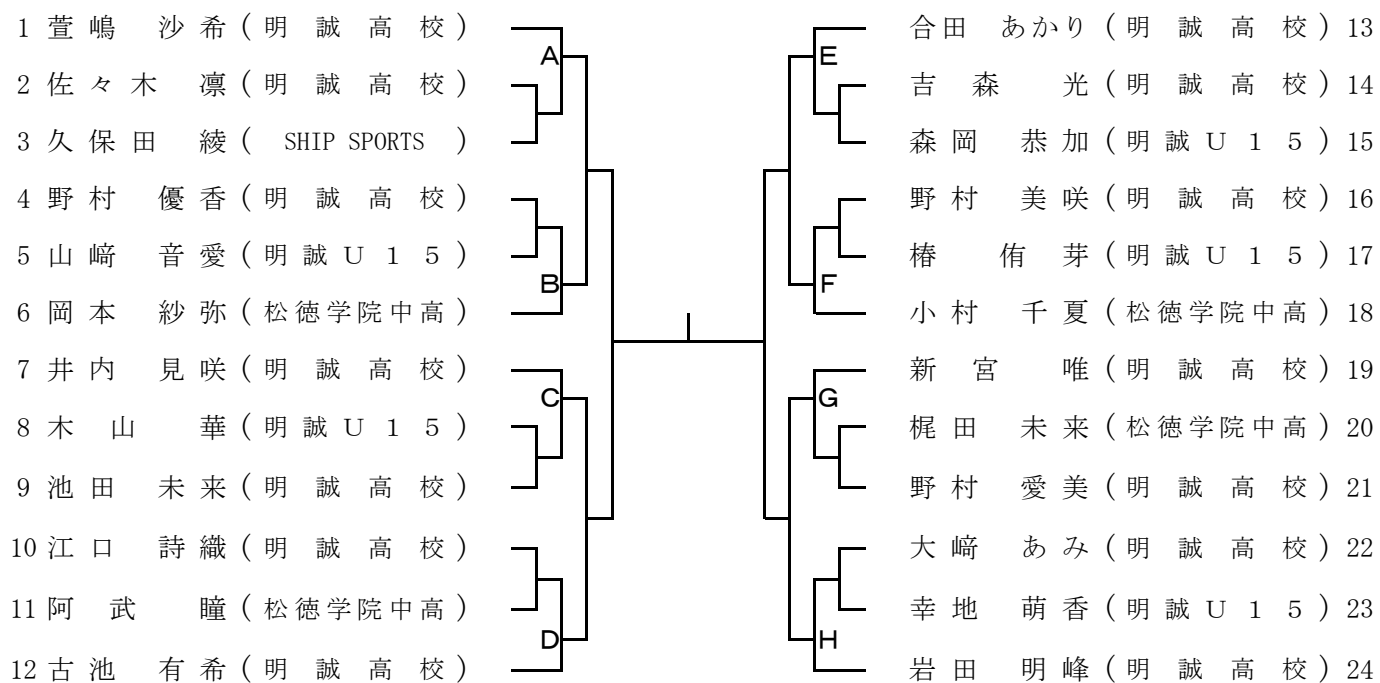 1 萱嶋 沙希 (明誠高校)
A
2 佐々木 凛 (明誠高校)
3 久保田 綾 ( SHIP SPORTS )
4 野村 優香 (明誠高校)
5 山﨑 音愛 (明誠U15)
B
6 岡本 紗弥 (松徳学院中高)
7 井内 見咲 (明誠高校)
C
8 木山 華 (明誠U15)
9 池田 未来 (明誠高校)
10 江口 詩織 (明誠高校)
11 阿武 瞳 (松徳学院中高)
D
12 古池 有希 (明誠高校)
合田 あかり (明誠高校) 13
E
吉森 光 (明誠高校) 14
森岡 恭加 (明誠U15) 15
野村 美咲 (明誠高校) 16
椿 侑芽 (明誠U15) 17
F
小村 千夏 (松徳学院中高) 18
新宮 唯 (明誠高校) 19
G
梶田 未来 (松徳学院中高) 20
野村 愛美 (明誠高校) 21
大﨑 あみ (明誠高校) 22
幸地 萌香 (明誠U15) 23
H
岩田 明峰 (明誠高校) 24